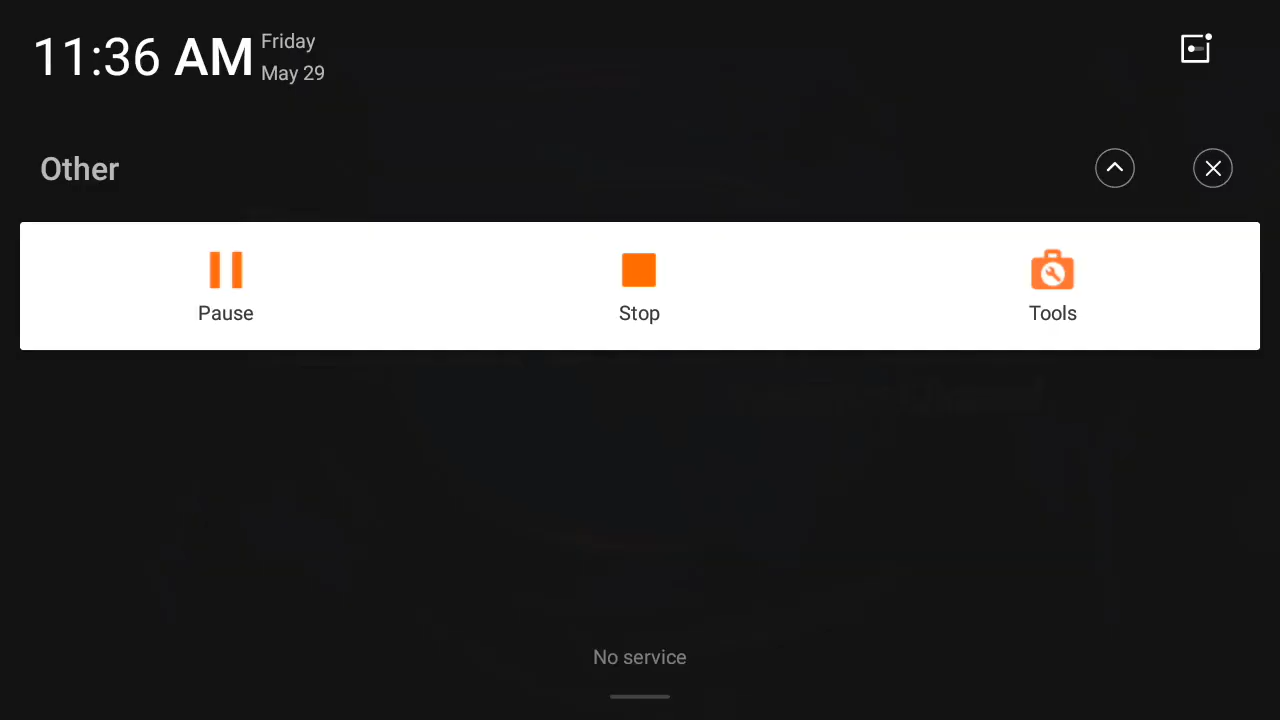 11:36 AM
Friday
May 29
Other
Pause
Stop
Tools
No service